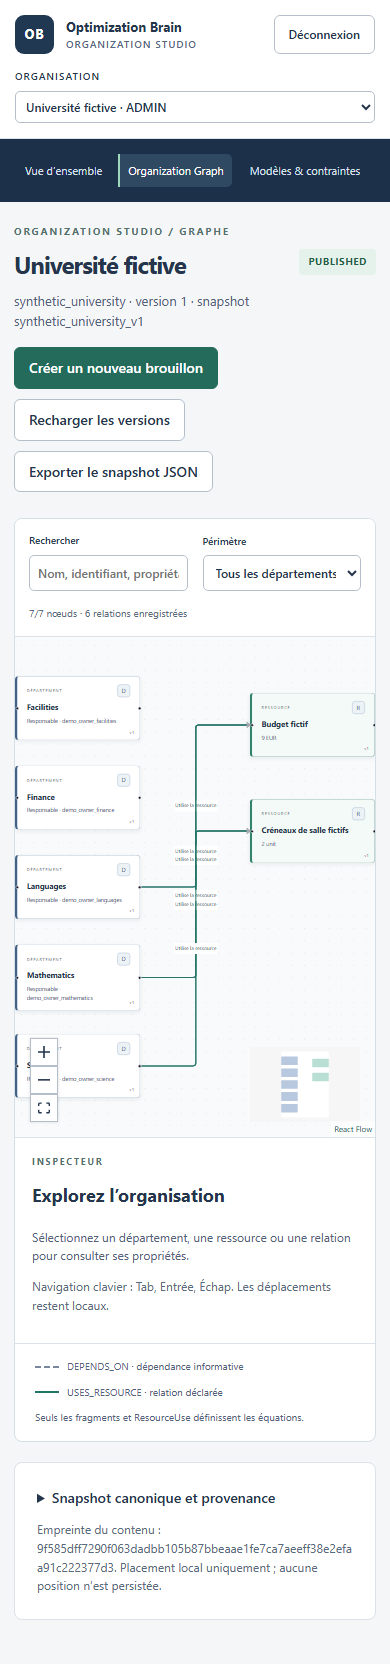 OB
Optimization Brain
ORGANIZATION STUDIO
Déconnexion
ORGANISATION
Université fictive · ADMIN
Vue d’ensemble
Organization Graph
Modèles & contraintes
ORGANIZATION STUDIO / GRAPHE
Université fictive
PUBLISHED
synthetic_university · version 1 · snapshot
synthetic_university_v1
Créer un nouveau brouillon
Recharger les versions
Exporter le snapshot JSON
Rechercher
Périmètre
Nom, identifiant, propriét
Tous les départements
7/7 nœuds · 6 relations enregistrées
DÉPARTEMENT
D
Facilities
Responsable · demo_owner_facilities
v1
DÉPARTEMENT
D
Finance
Responsable · demo_owner_finance
v1
DÉPARTEMENT
D
Languages
Responsable · demo_owner_languages
v1
DÉPARTEMENT
D
Mathematics
Responsable ·
demo_owner_mathematics
v1
DÉPARTEMENT
D
demo_owner_science
v1
RESSOURCE
R
Budget fictif
v1
RESSOURCE
R
Créneaux de salle fictifs
2 unit
v1
Utilise la ressource
Utilise la ressource
Utilise la ressource
Utilise la ressource
Utilise la ressource
Utilise la ressource
React Flow
INSPECTEUR
Explorez l’organisation
Sélectionnez un département, une ressource ou une relation
pour consulter ses propriétés.
Navigation clavier : Tab, Entrée, Échap. Les déplacements
restent locaux.
DEPENDS_ON · dépendance informative
USES_RESOURCE · relation déclarée
Seuls les fragments et ResourceUse définissent les équations.
Snapshot canonique et provenance
Empreinte du contenu :
9f585dff7290f063dadbb105b87bbeaae1fe7ca7aeeff38e2efa
a91c222377d3. Placement local uniquement ; aucune
position n’est persistée.